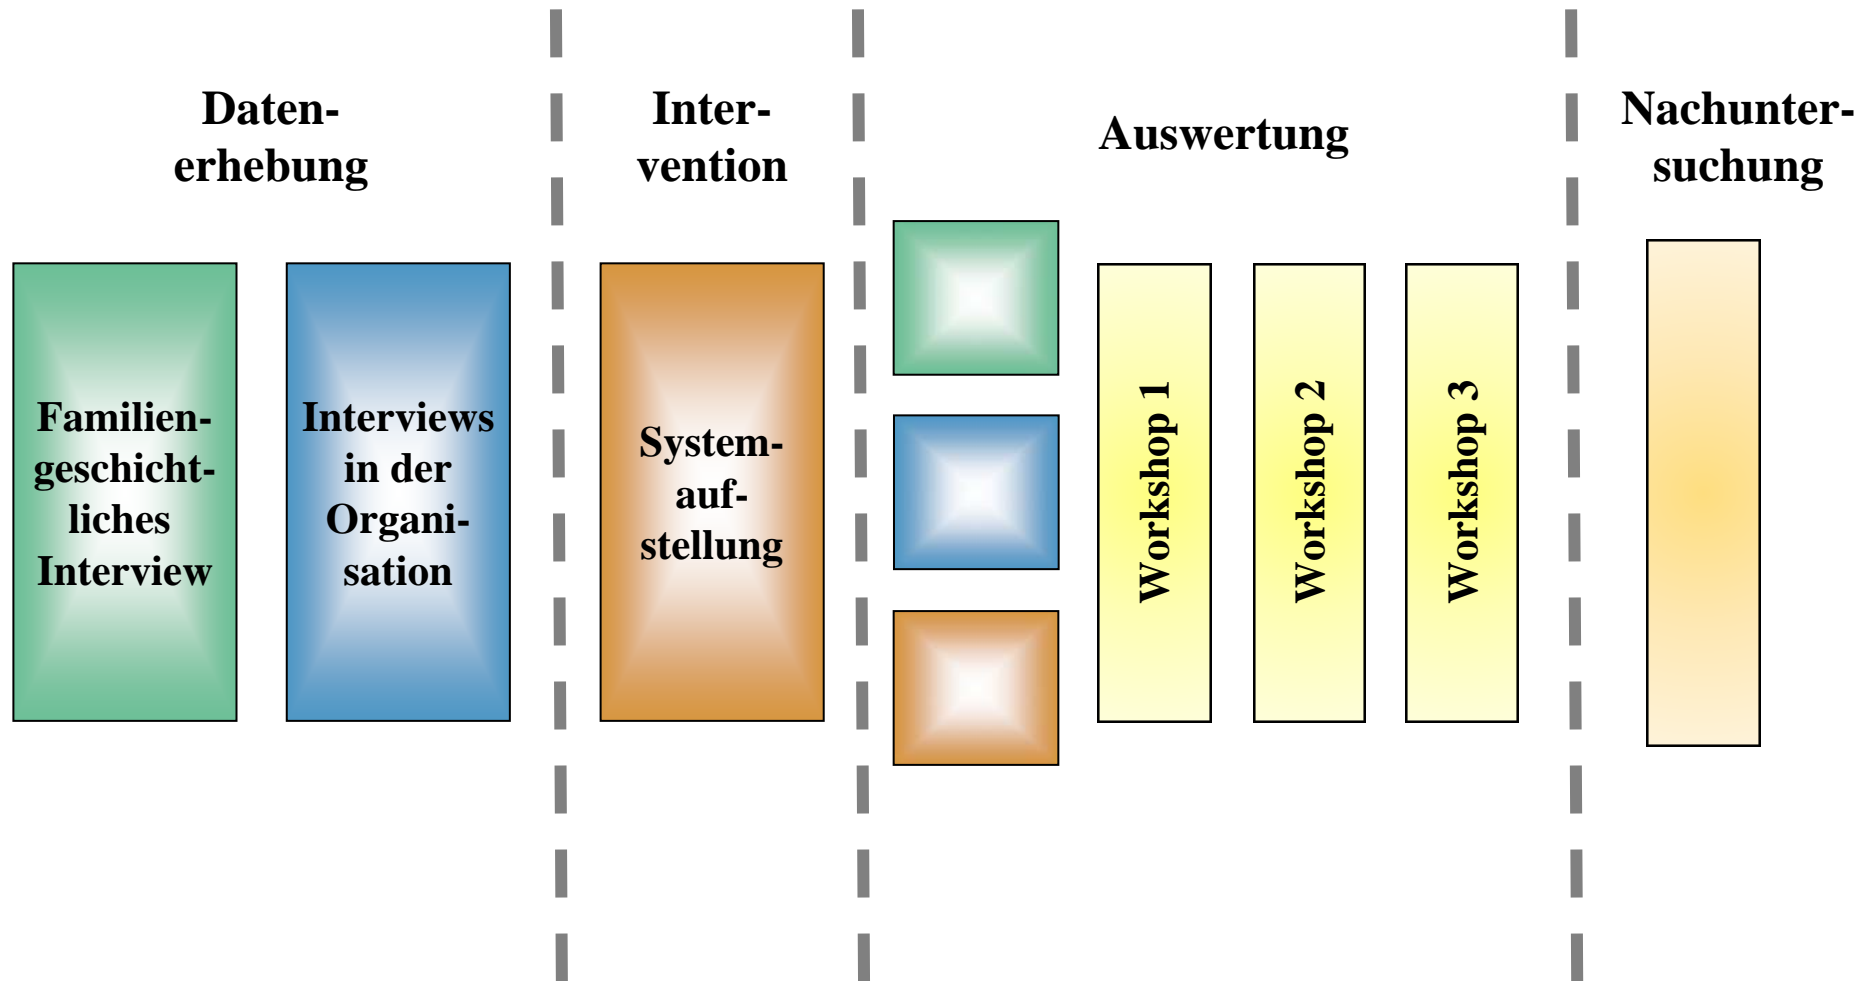 Daten-
erhebung
Inter-
vention
Auswertung
Nachunter-
suchung
Familien-
geschicht-
liches
Interview
Interviews
in der
Organi-
sation
System-
auf-
stellung
Workshop 1
Workshop 2
Workshop 3